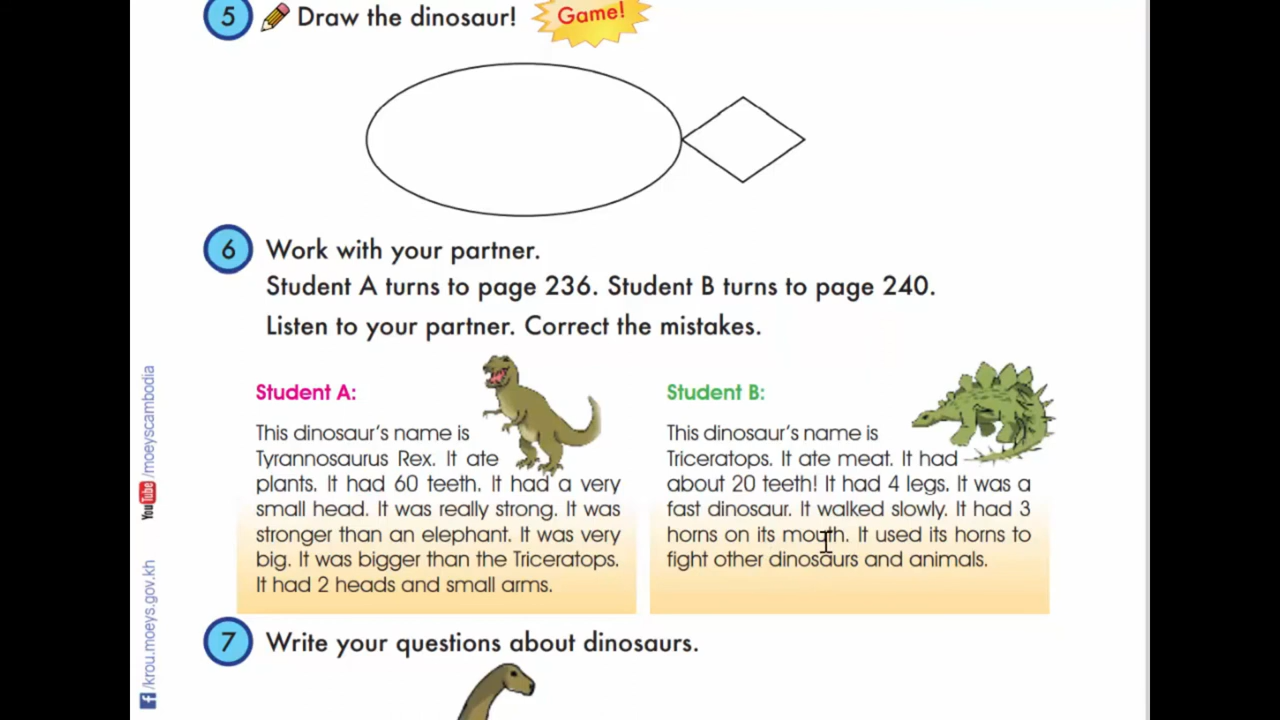 5 Draw the dinosaur! Game!
6 Work with your partner.
Student A turns to page 236. Student B turns to page 240.
Listen to your partner. Correct the mistakes.
Student A:
This dinosaur's name is
Tyrannosaurus Rex. It ate
plants. It had 60 teeth. It had a very
small head. It was really strong. It was
stronger than an elephant. It was very
big. It was bigger than the Triceratops.
It had 2 heads and small arms.
Student B:
This dinosaur's name is
Triceratops. It ate meat. It had
about 20 teeth! It had 4 legs. It was a
fast dinosaur. It walked slowly. It had 3
horns on its mouth. It used its horns to
fight other dinosaurs and animals.
7 Write your questions about dinosaurs.
f /krou.moeys.gov.kh
YouTube /moeyscambodia